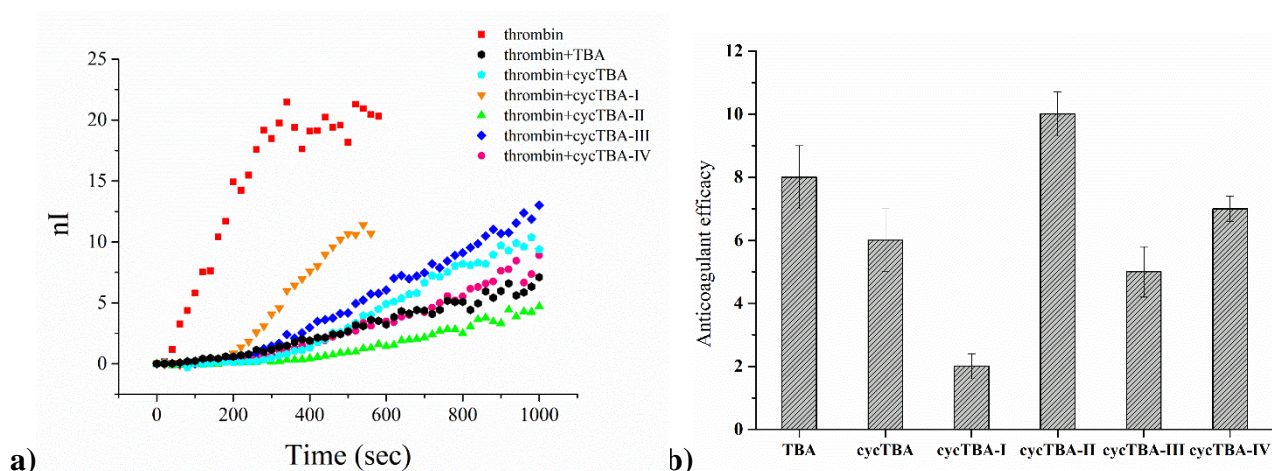 thrombin
thrombin+TBA
thrombin+cycTBA
thrombin+cycTBA-I
thrombin+cycTBA-II
thrombin+cycTBA-III
thrombin+cycTBA-IV
25
20
15
10
5
0
nI
0 200 400 600 800 1000
Time (sec)
a)
12
10
8
6
4
2
0
Anticoagulant efficacy
TBA cycTBA cycTBA-I cycTBA-II cycTBA-III cycTBA-IV
b)